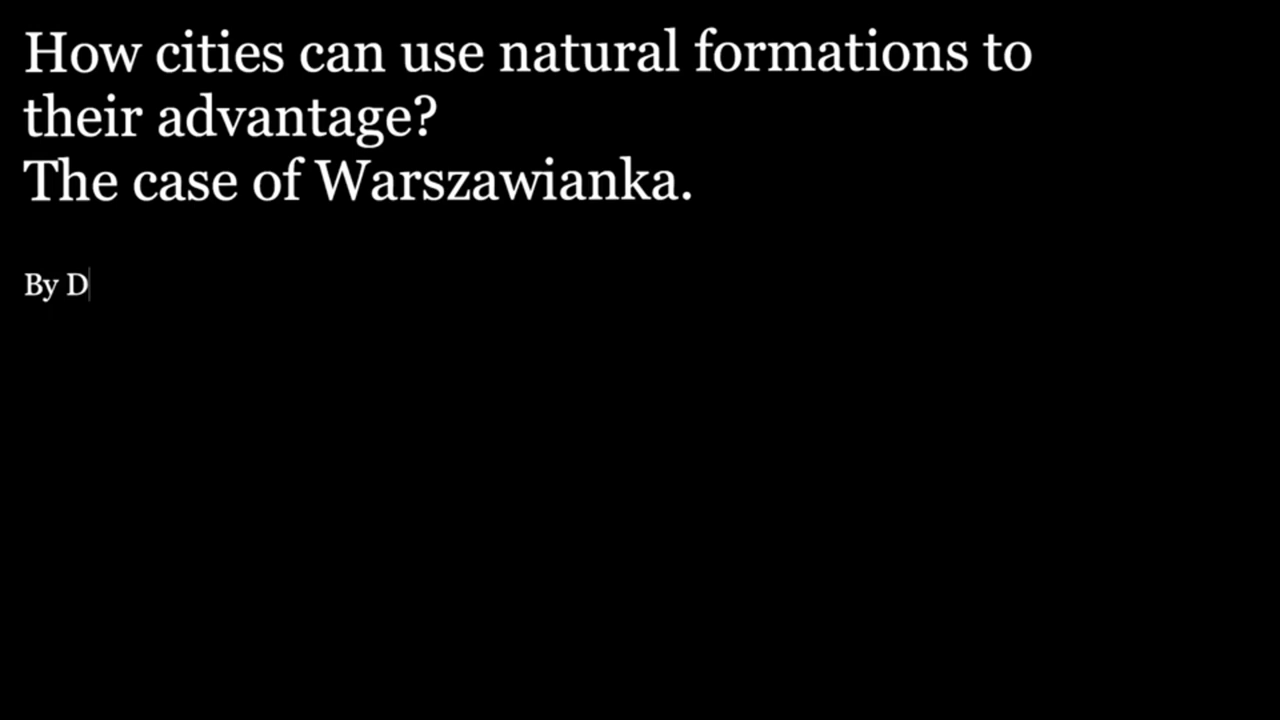 How cities can use natural formations to
their advantage?
The case of Warszawianka.
By D